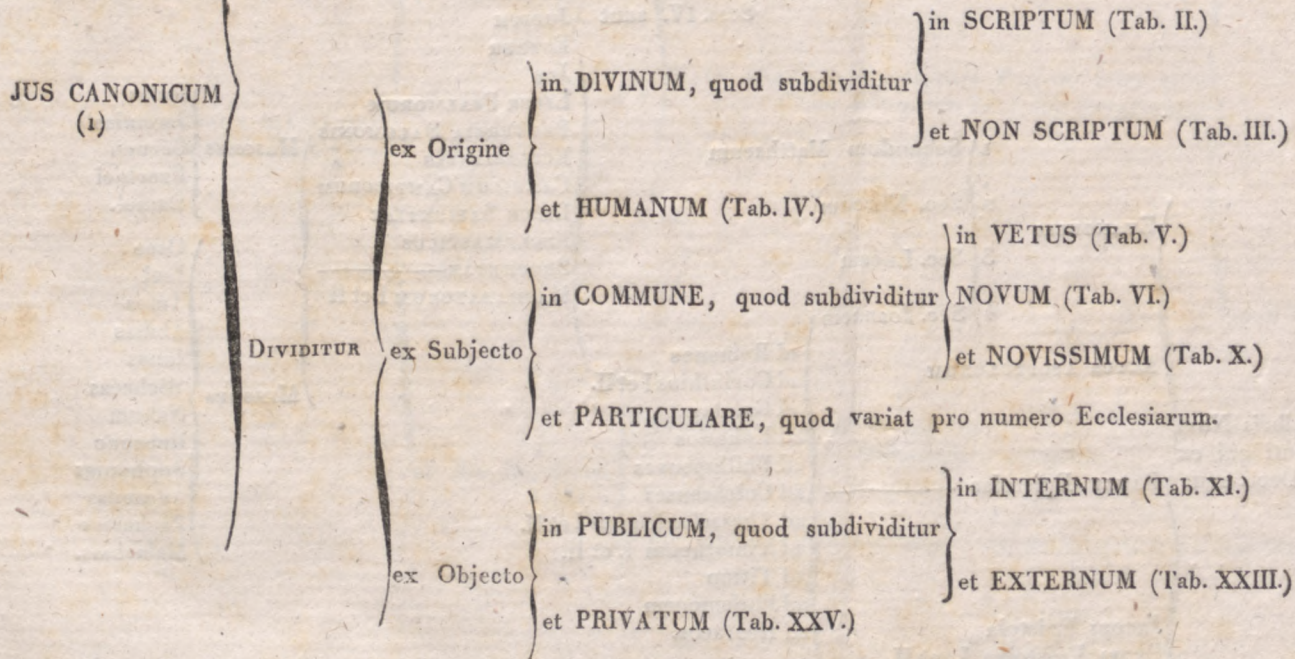 JUS CANONICUM
(1)
DIVIDITUR
ex Origine
in DIVINUM, quod subdividitur
in SCRIPTUM (Tab. II.)
et NON SCRIPTUM (Tab. III.)
et HUMANUM (Tab. IV.)
ex Subjecto
in COMMUNE, quod subdividitur
in VETUS (Tab. V.)
NOVUM (Tab. VI.)
et NOVISSIMUM (Tab. X.)
et PARTICULARE, quod variat pro numero Ecclesiarum.
ex Objecto
in PUBLICUM, quod subdividitur
in INTERNUM (Tab. XI.)
et EXTERNUM (Tab. XXIII.)
et PRIVATUM (Tab. XXV.)